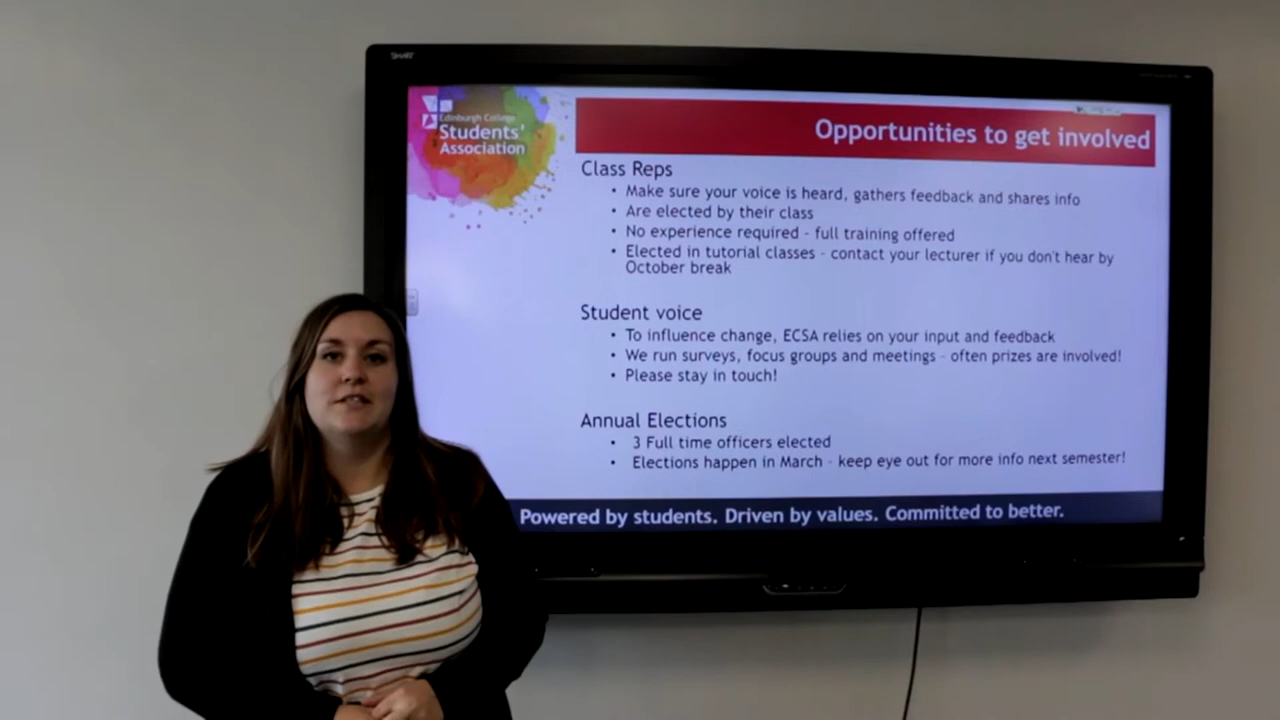 SMART
Edinburgh College
Students'
Association
Opportunities to get involved
Class Reps
• Make sure your voice is heard, gathers feedback and shares info
• Are elected by their class
• No experience required - full training offered
• Elected in tutorial classes - contact your lecturer if you don't hear by
October break
Student voice
• To influence change, ECSA relies on your input and feedback
• We run surveys, focus groups and meetings - often prizes are involved!
• Please stay in touch!
Annual Elections
• 3 Full time officers elected
• Elections happen in March - keep eye out for more info next semester!
Powered by students. Driven by values. Committed to better.